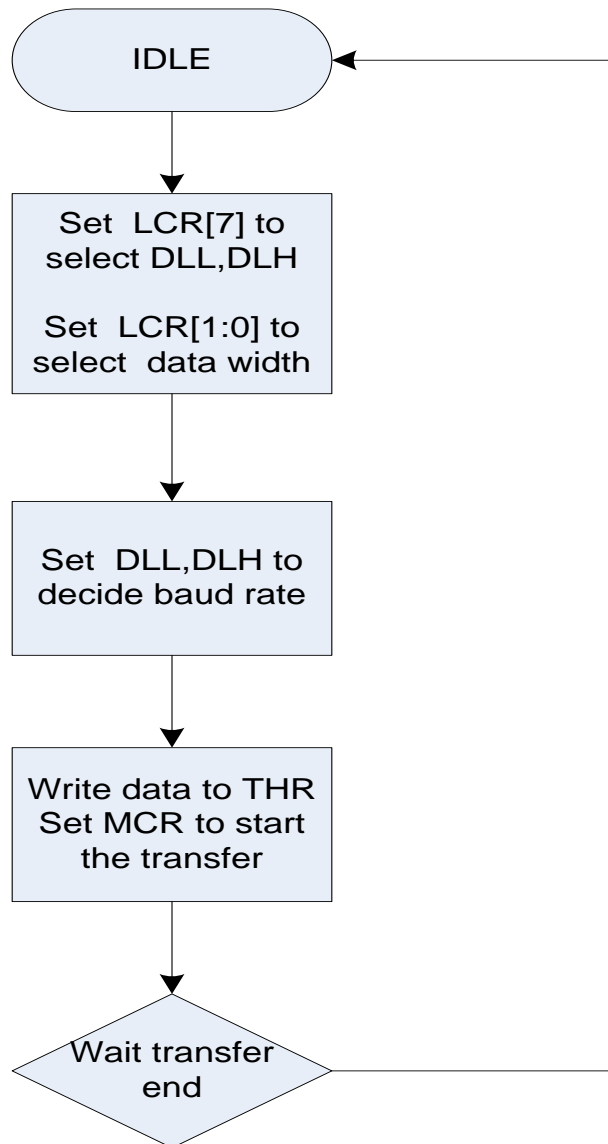 IDLE
Set LCR[7] to
select DLL,DLH
Set LCR[1:0] to
select data width
Set DLL,DLH to
decide baud rate
Write data to THR
Set MCR to start
the transfer
Wait transfer
end